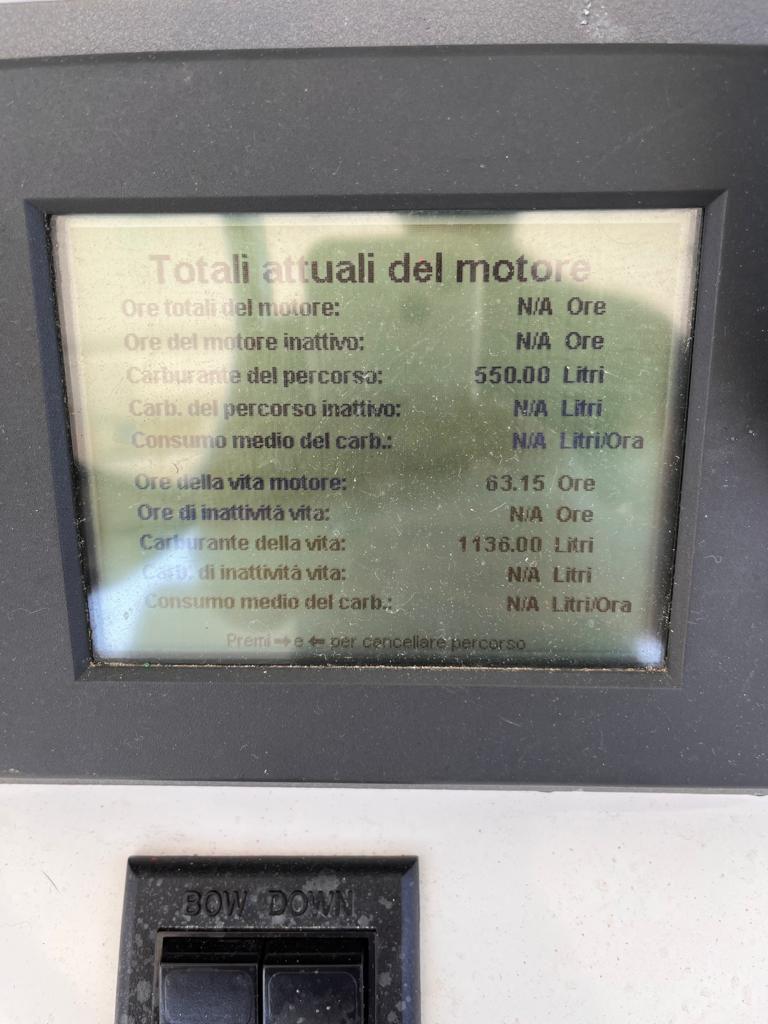 Totali attuali del motore
Ore totali del motore: N/A Ore
Ore del motore inattivo: N/A Ore
Carburante del percorso: 550.00 Litri
Carb. del percorso inattivo: N/A Litri
Consumo medio del carb.: N/A Litri/Ora
Ore della vita motore: 63.15 Ore
Ore di inattività vita: N/A Ore
Carburante della vita: 1136.00 Litri
Carb. di inattività vita: N/A Litri
Consumo medio del carb.: N/A Litri/Ora
Premi ➡ e ⬅ per cancellare percorso
BOW DOWN